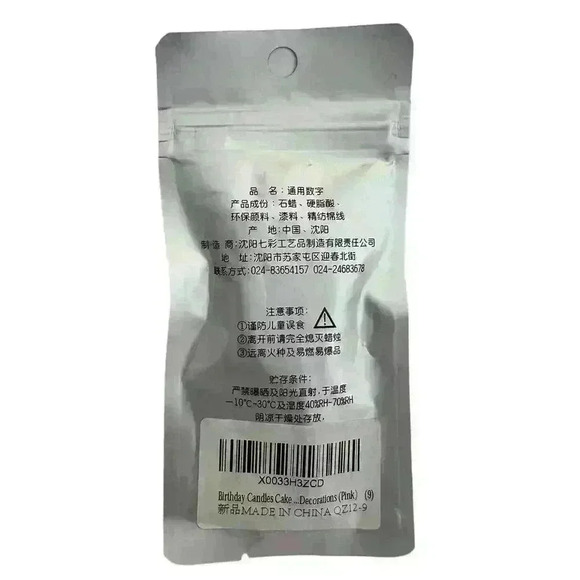 品 名：通用数字
产品成份：石蜡、硬脂酸、
环保颜料、漆料、精纺棉线
产 地：中国、沈阳
制造 商：沈阳七彩工艺品制造有限责任公司
地 址：沈阳市苏家屯区迎春北街
联系方式：024-83654157 024-24683678
注意事项：
①谨防儿童误食
②离开前请完全熄灭蜡烛
③远离火种及易燃易爆品
贮存条件：
严禁曝晒及阳光直射，于温度
-10℃-30℃及湿度40%RH-70%RH
阴凉干燥处存放，
X0033H3ZCD
Birthday Candles Cake ...Decorations (Pink) (9)
新品MADE IN CHINA QZ12-9